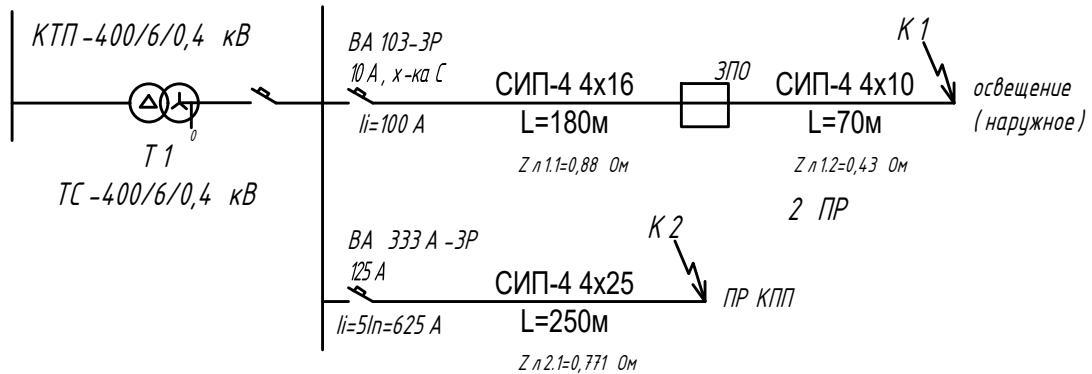 КТП-400/6/0,4 кВ
Т 1
ТС-400/6/0,4 кВ
0
ВА 103-3Р
10 А, х-ка С
Ii=100 А
СИП-4 4х16
L=180м
Z л 1.1=0,88 Ом
ЗПО
СИП-4 4х10
L=70м
Z л 1.2=0,43 Ом
2 ПР
К 1
освещение
(наружное)
ВА 333 А-3Р
125 А
Ii=5In=625 А
СИП-4 4х25
L=250м
Z л 2.1=0,771 Ом
К 2
ПР КПП